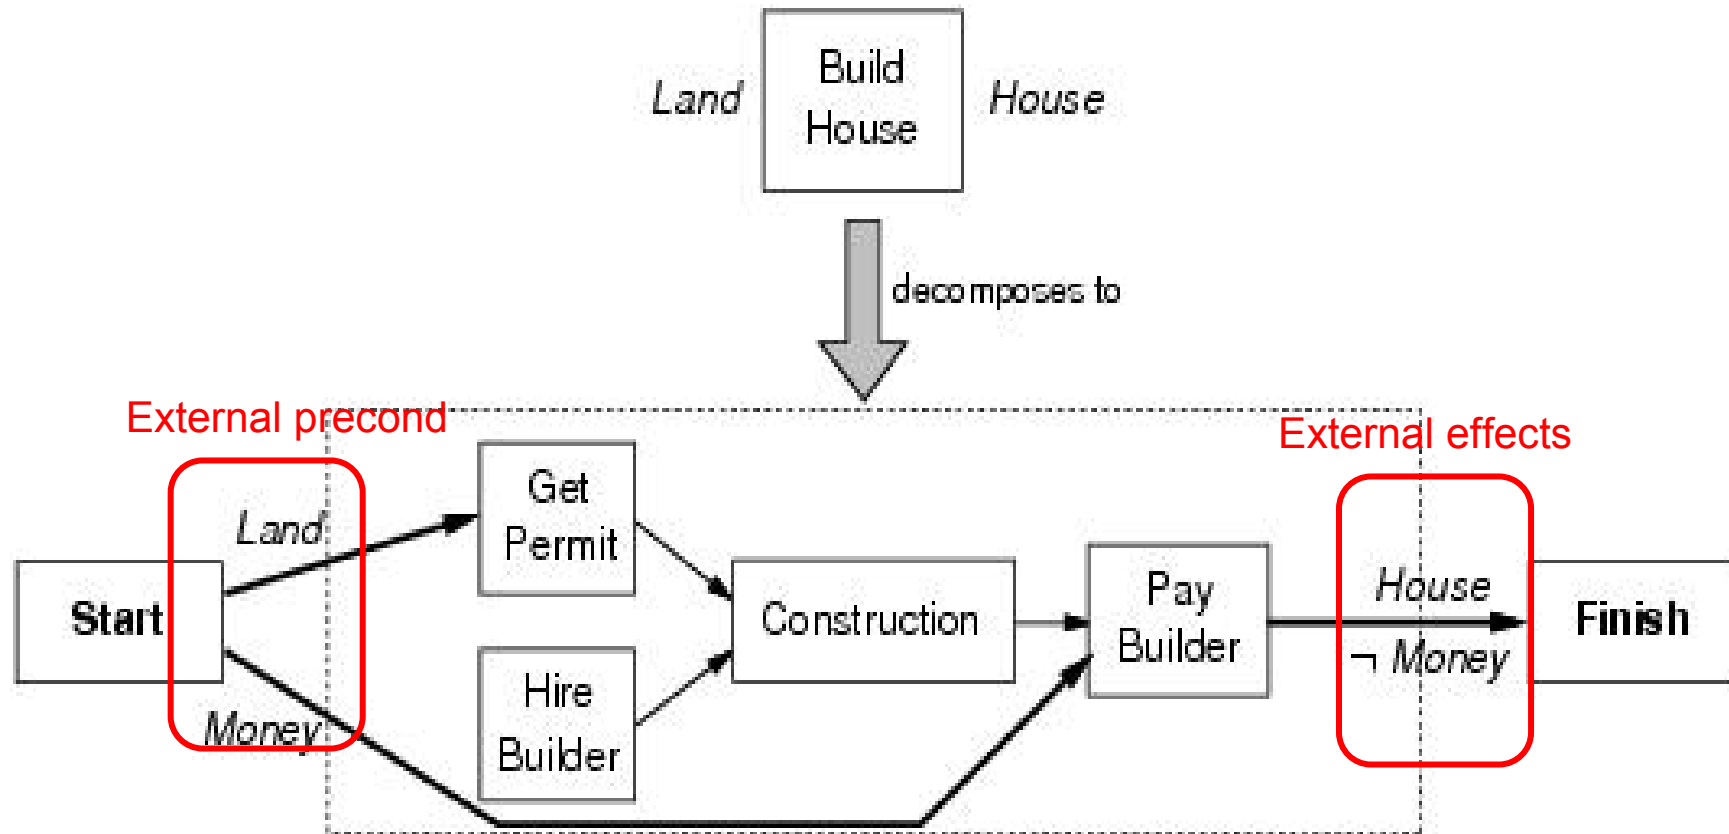 Build
House
Land
House
decomposes to
External precond
External effects
Land
Money
Start
Get
Permit
Hire
Builder
Construction
Pay
Builder
House
¬ Money
Finish